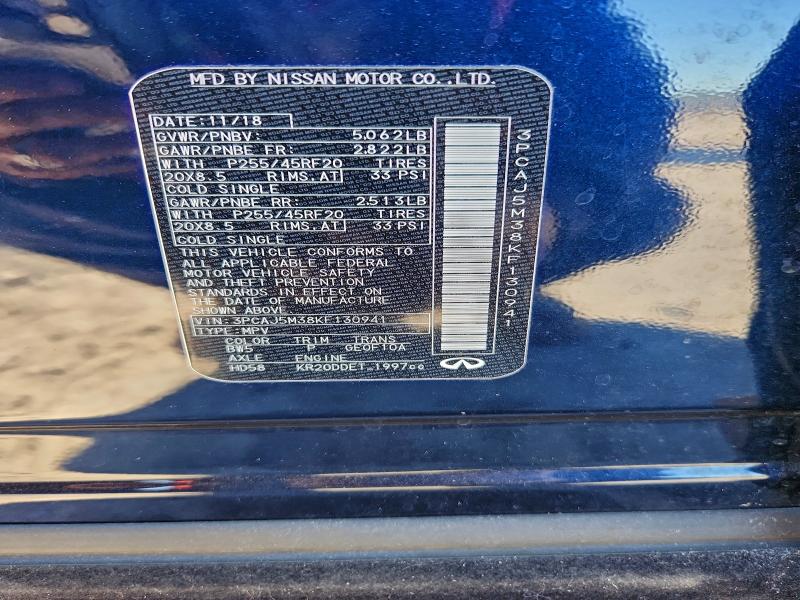 MFD BY NISSAN MOTOR CO.,LTD.
DATE:11/18
GVWR/PNBV: 5,062LB
GAWR/PNBE FR: 2,822LB
WITH P255/45RF20 TIRES
20X8.5 RIMS,AT 33 PSI
COLD SINGLE
GAWR/PNBE RR: 2,513LB
WITH P255/45RF20 TIRES
20X8.5 RIMS,AT 33 PSI
COLD SINGLE
THIS VEHICLE CONFORMS TO
ALL APPLICABLE FEDERAL
MOTOR VEHICLE SAFETY
AND THEFT PREVENTION
STANDARDS IN EFFECT ON
THE DATE OF MANUFACTURE
SHOWN ABOVE
VIN: 3PCAJ5M38KF130941
TYPE:MPV
COLOR TRIM TRANS
BW5 P GE0F10A
AXLE ENGINE
HD58 KR20DDET 1997cc
3PCAJ5M38KF130941